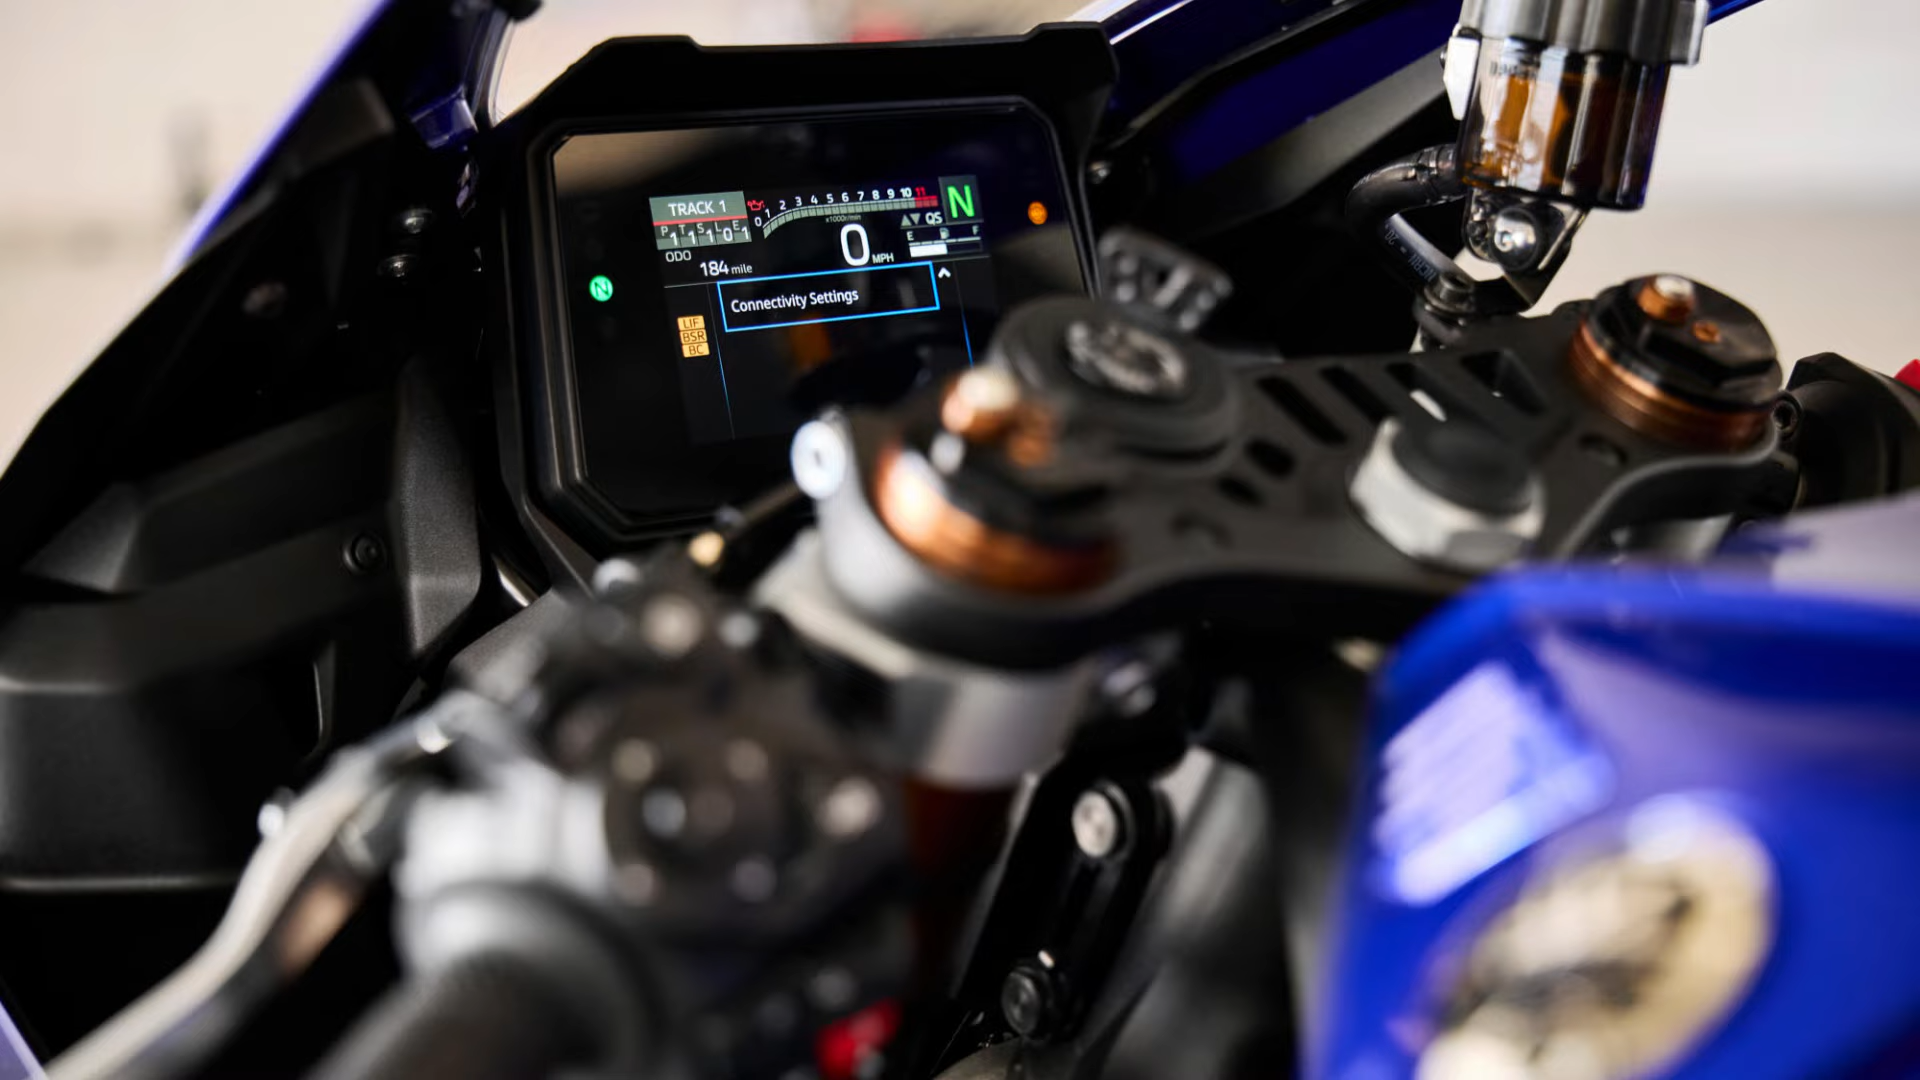 TRACK 1
P T S L E
1 1 1 0 1
ODO
184 mile
0 1 2 3 4 5 6 7 8 9 10 11
x1000r/min
QS
N
0 MPH
E F
Connectivity Settings
N
LIF
BSR
BC